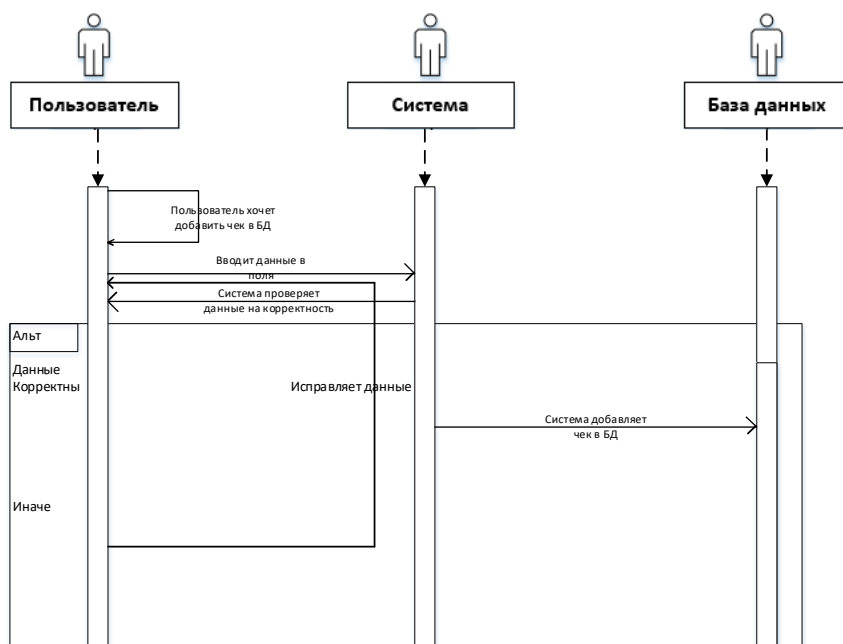 Пользователь
Система
База данных
Пользователь хочет
добавить чек в БД
Вводит данные в
поля
Система проверяет
данные на корректность
Альт
Данные
Корректны
Исправляет данные
Система добавляет
чек в БД
Иначе